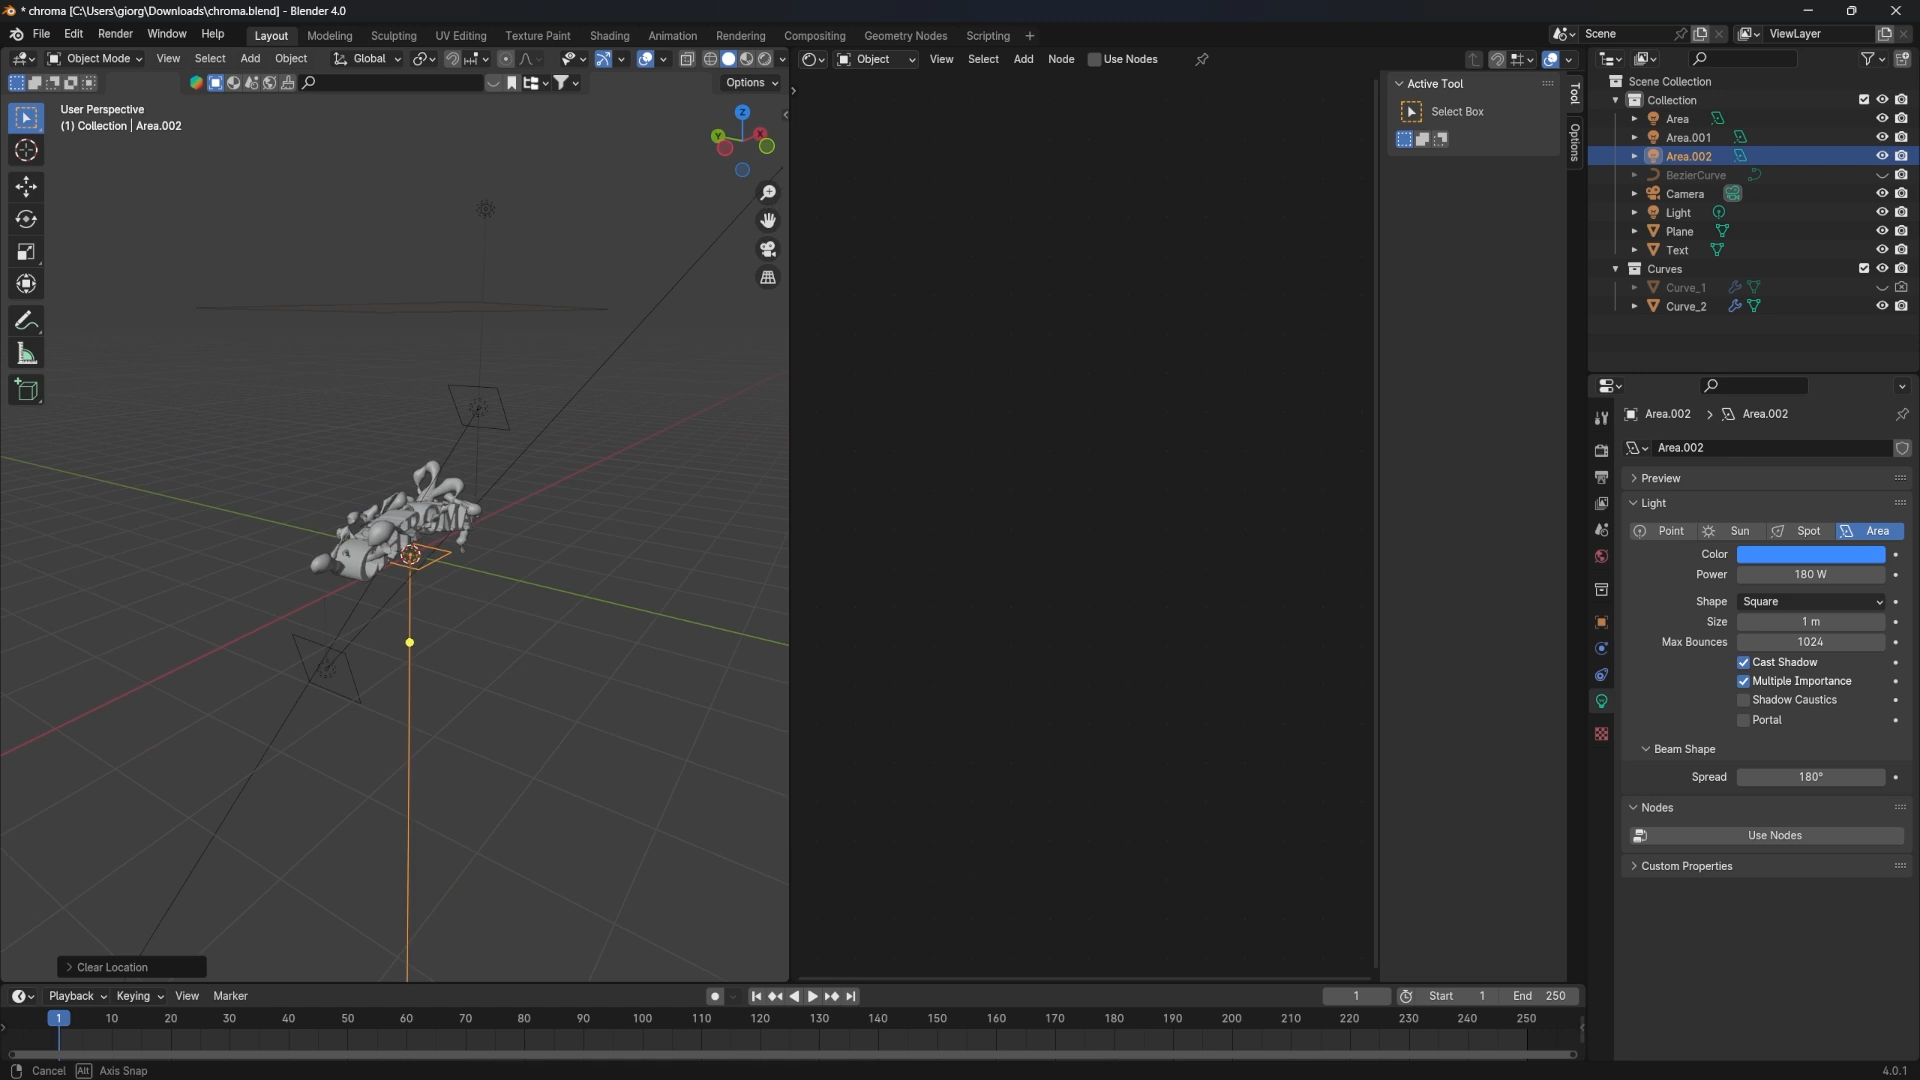 * chroma [C:\Users\giorg\Downloads\chroma.blend] - Blender 4.0
File Edit Render Window Help Layout Modeling Sculpting UV Editing Texture Paint Shading Animation Rendering Compositing Geometry Nodes Scripting + Scene ViewLayer
Object Mode View Select Add Object Global
Object View Select Add Node Use Nodes
Options
User Perspective
(1) Collection | Area.002
Z
Y
X
Clear Location
Active Tool
Select Box
Tool
Options
Scene Collection
Collection
Area
Area.001
Area.002
BezierCurve
Camera
Light
Plane
Text
Curves
Curve_1
Curve_2
Area.002 > Area.002
Area.002
Preview
Light
Point Sun Spot Area
Color
Power 180 W
Shape Square
Size 1 m
Max Bounces 1024
Cast Shadow
Multiple Importance
Shadow Caustics
Portal
Beam Shape
Spread 180°
Nodes
Use Nodes
Custom Properties
Playback Keying View Marker 1 Start 1 End 250
1 10 20 30 40 50 60 70 80 90 100 110 120 130 140 150 160 170 180 190 200 210 220 230 240 250
Cancel Alt Axis Snap 4.0.1